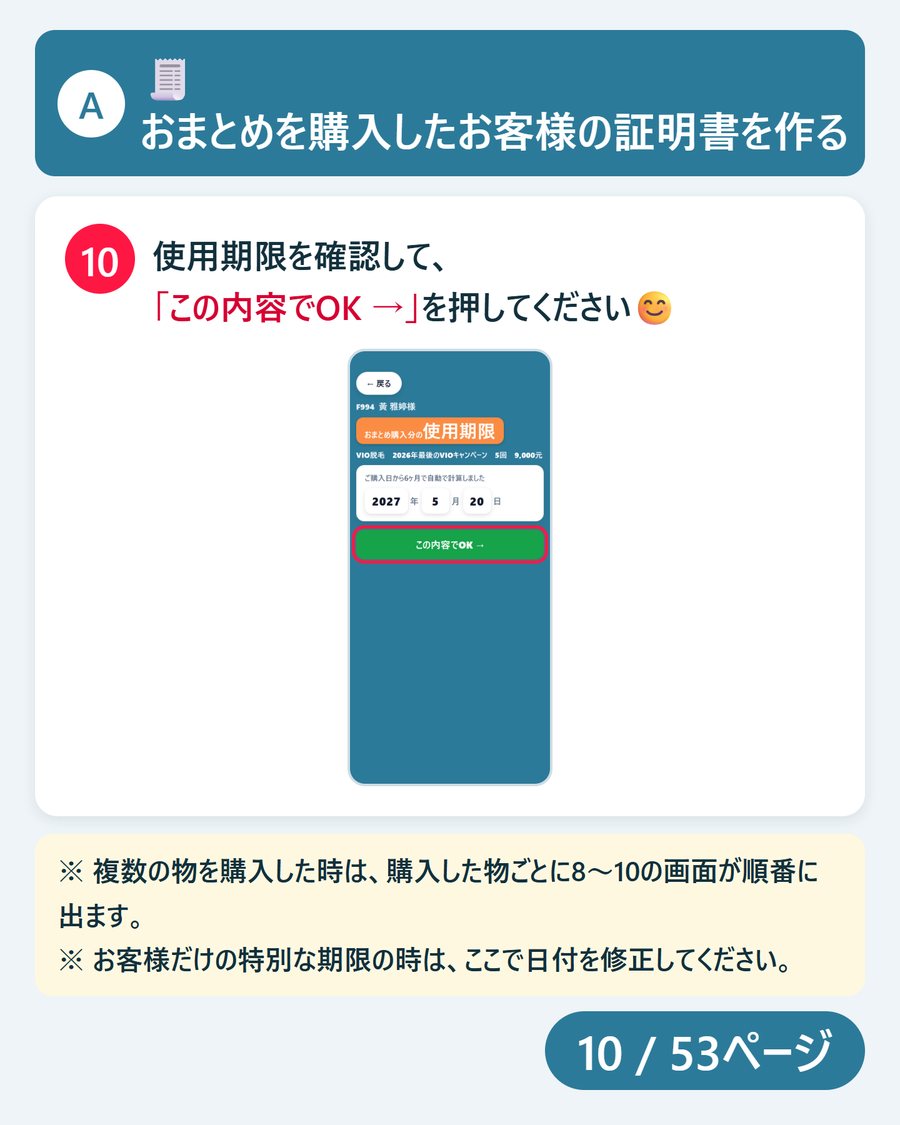 A
おまとめを購入したお客様の証明書を作る
10
使用期限を確認して、
「この内容でOK →」を押してください
← 戻る
F994 黃 雅婷様
おまとめ購入分の使用期限
VIO脱毛 2026年最後のVIOキャンペーン 5回 9,000元
ご購入日から6ヶ月で自動で計算しました
2027 年 5 月 20 日
この内容でOK →
※ 複数の物を購入した時は、購入した物ごとに8〜10の画面が順番に
出ます。
※ お客様だけの特別な期限の時は、ここで日付を修正してください。
10 / 53ページ